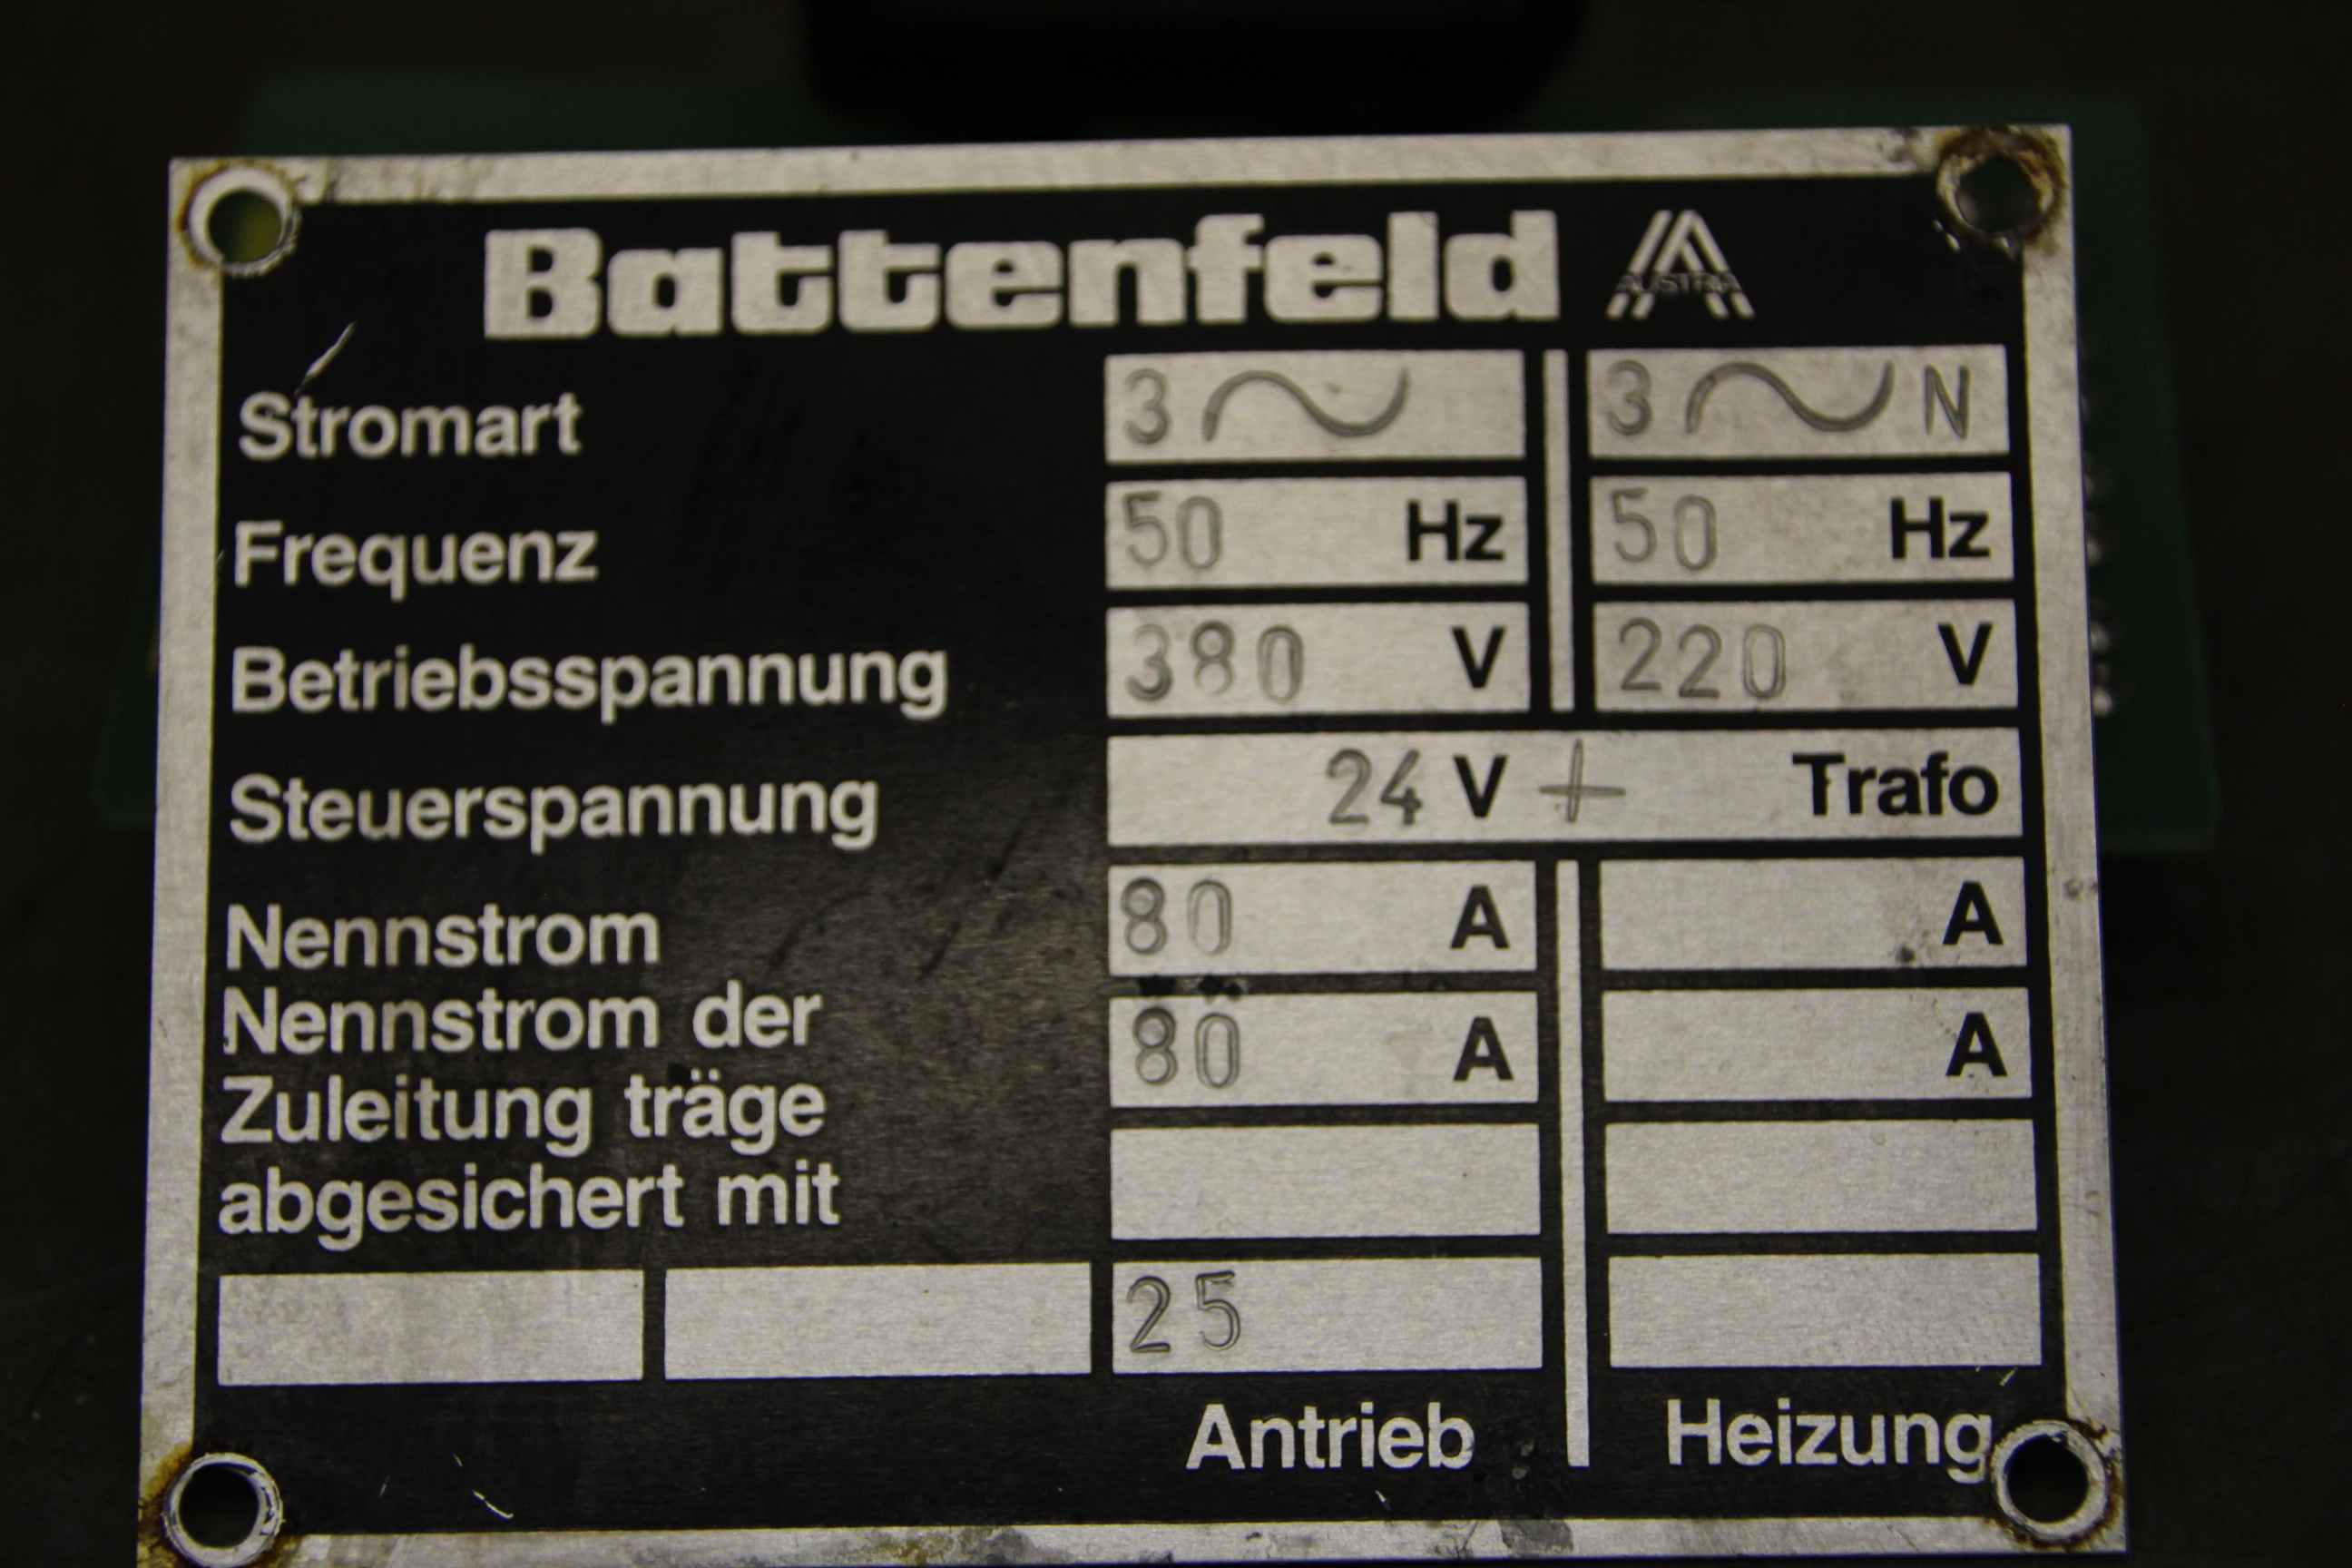 Battenfeld AUSTRIA
Stromart 3 ~ 3 ~ N
Frequenz 50 Hz 50 Hz
Betriebsspannung 380 V 220 V
Steuerspannung 24 V + Trafo
Nennstrom 80 A A
Nennstrom der 80 A A
Zuleitung träge
abgesichert mit
25
Antrieb Heizung